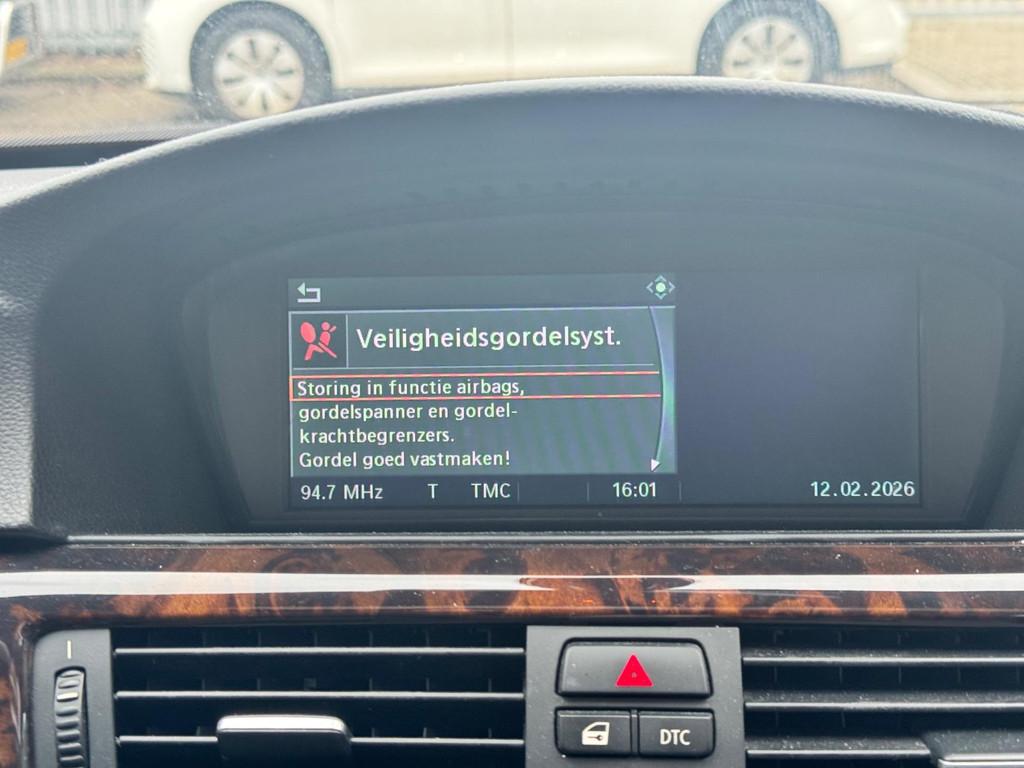 Veiligheidsgordelsyst.
Storing in functie airbags,
gordelspanner en gordel-
krachtbegrenzers.
Gordel goed vastmaken!
94.7 MHz T TMC 16:01 12.02.2026
DTC